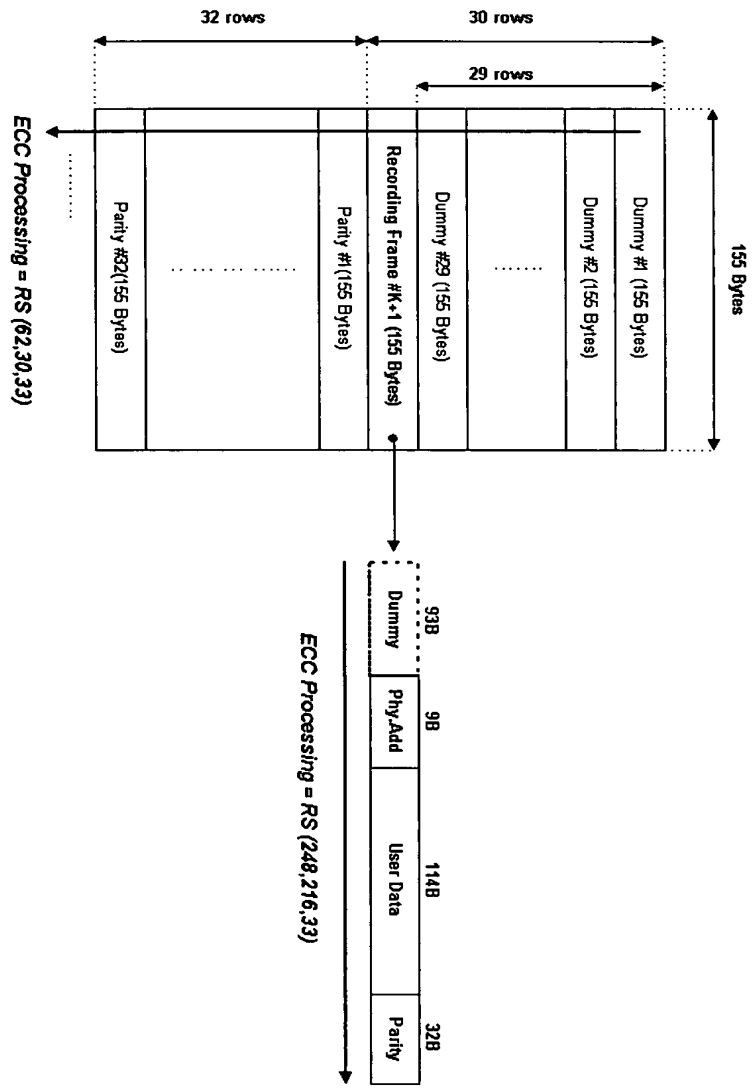 32 rows
30 rows
29 rows
155 Bytes
Dummy #1 (155 Bytes)
Dummy #2 (155 Bytes)
........
Dummy #29 (155 Bytes)
Recording Frame #K+1 (155 Bytes)
Parity #1(155 Bytes)
Parity #32(155 Bytes)
ECC Processing = RS (62,30,33)
93B
9B
114B
32B
Dummy
Phy.Add
User Data
Parity
ECC Processing = RS (248,216,33)